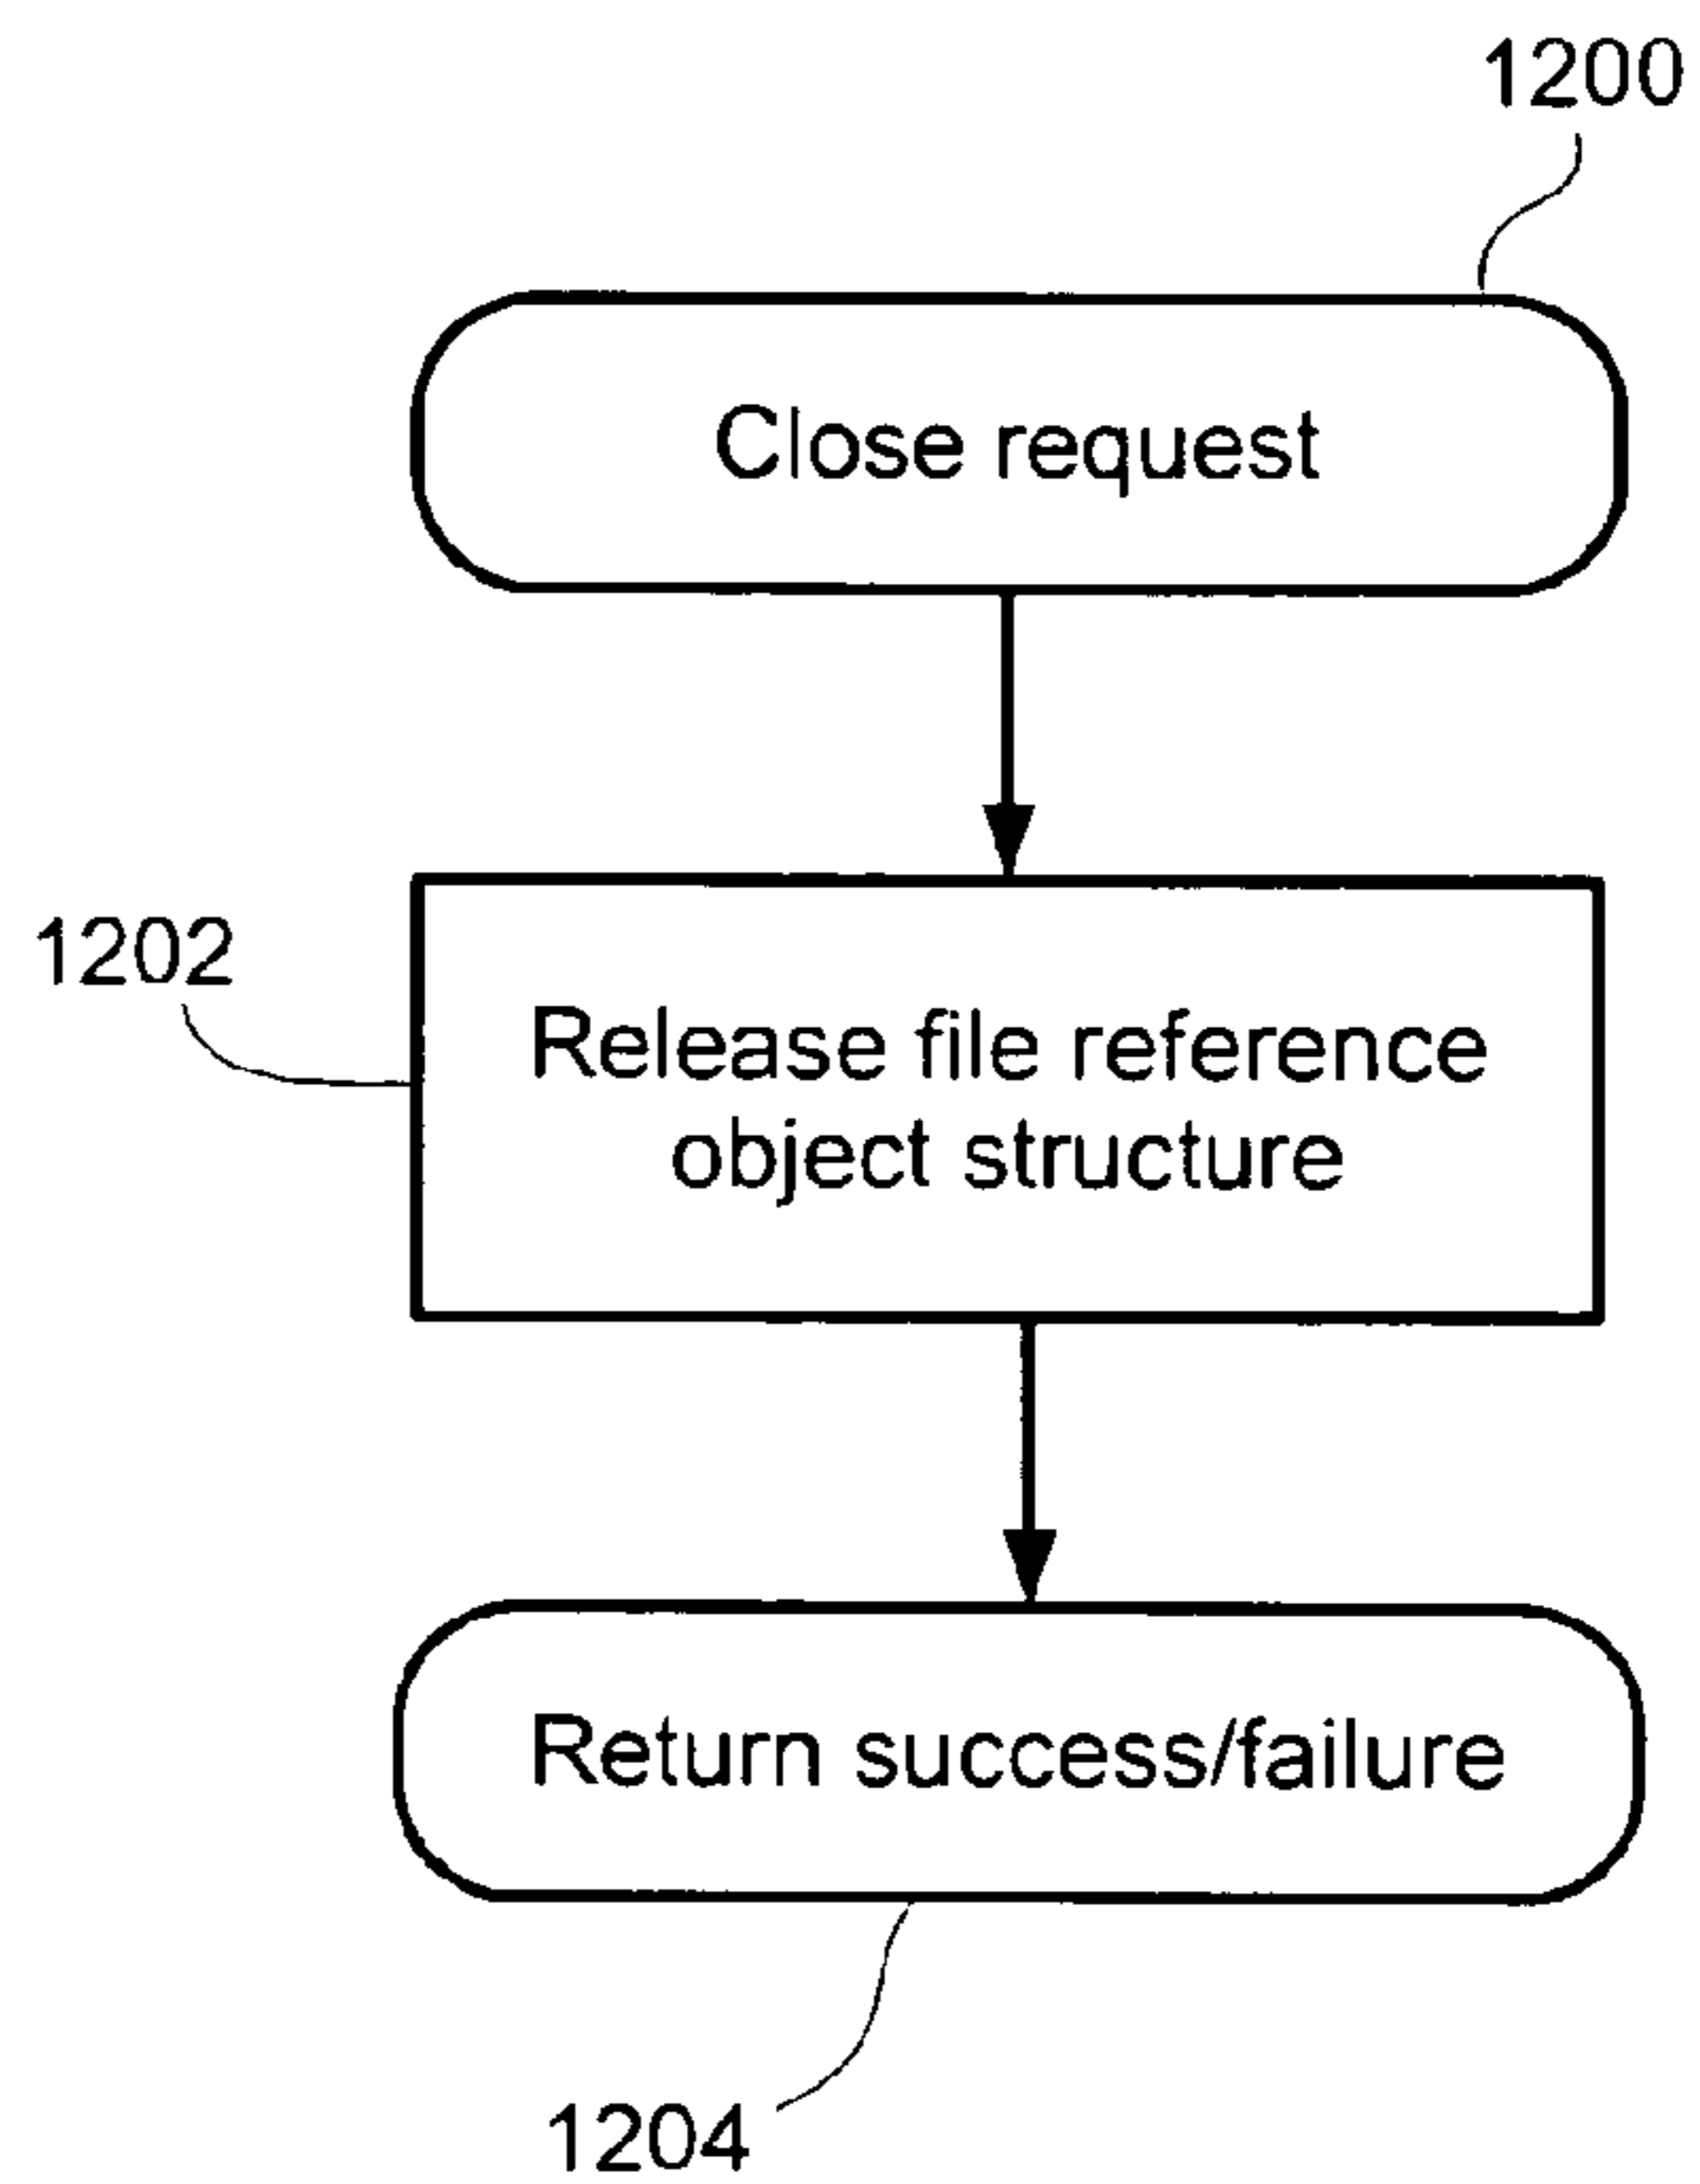 1200
Close request
1202
Release file reference
object structure
Return success/failure
1204